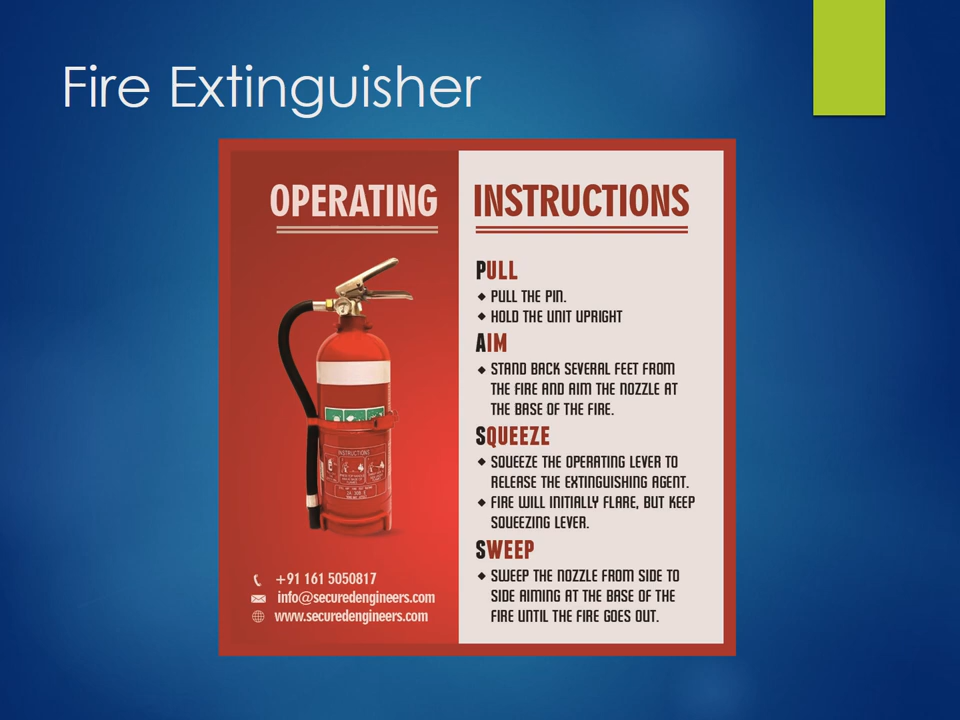 Fire Extinguisher
OPERATING INSTRUCTIONS
PULL
◆ PULL THE PIN.
◆ HOLD THE UNIT UPRIGHT
AIM
◆ STAND BACK SEVERAL FEET FROM
THE FIRE AND AIM THE NOZZLE AT
THE BASE OF THE FIRE.
SQUEEZE
◆ SQUEEZE THE OPERATING LEVER TO
RELEASE THE EXTINGUISHING AGENT.
◆ FIRE WILL INITIALLY FLARE, BUT KEEP
SQUEEZING LEVER.
SWEEP
◆ SWEEP THE NOZZLE FROM SIDE TO
SIDE AIMING AT THE BASE OF THE
FIRE UNTIL THE FIRE GOES OUT.
INSTRUCTIONS
+91 161 5050817
info@securedengineers.com
www.securedengineers.com